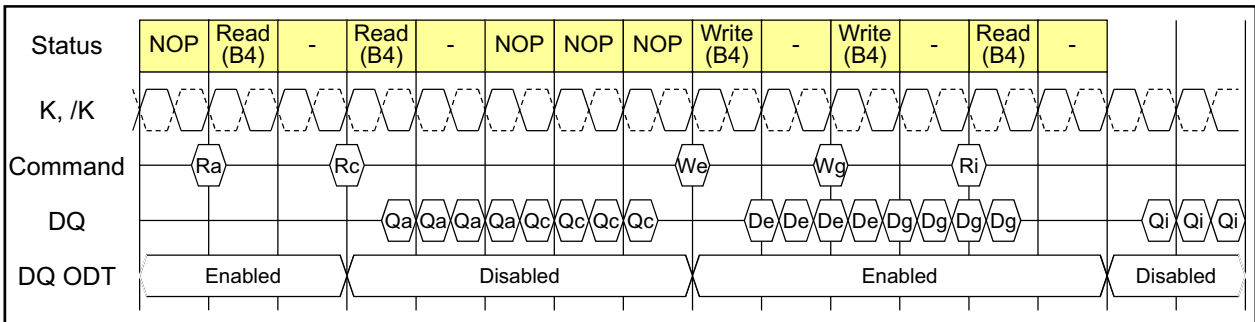 Status NOP Read (B4) - Read (B4) - NOP NOP NOP Write (B4) - Write (B4) - Read (B4) -
K, /K
Command Ra Rc We Wg Ri
DQ Qa Qa Qa Qa Qc Qc Qc Qc De De De De Dg Dg Dg Dg Qi Qi Qi
DQ ODT Enabled Disabled Enabled Disabled